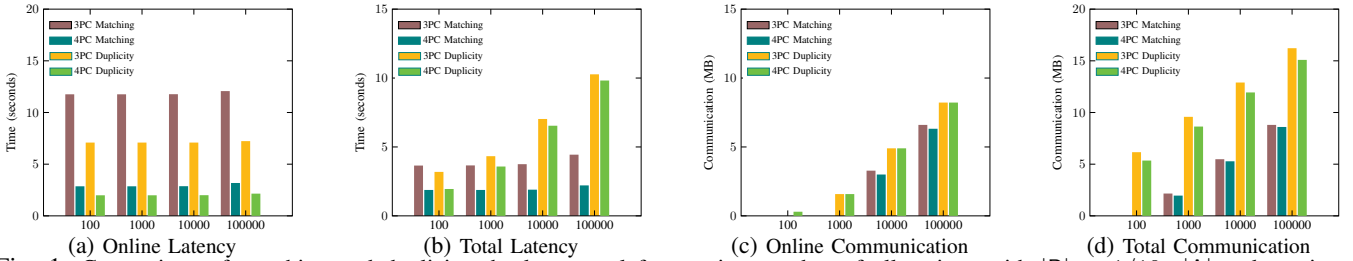 20
15
10
5
0
Time (seconds)
3PC Matching
4PC Matching
3PC Duplicity
4PC Duplicity
100 1000 10000 100000
(a) Online Latency
15
10
5
0
Time (seconds)
3PC Matching
4PC Matching
3PC Duplicity
4PC Duplicity
100 1000 10000 100000
(b) Total Latency
15
10
5
0
Communication (MB)
3PC Matching
4PC Matching
3PC Duplicity
4PC Duplicity
100 1000 10000 100000
(c) Online Communication
20
15
10
5
0
Communication (MB)
3PC Matching
4PC Matching
3PC Duplicity
4PC Duplicity
100 1000 10000 100000
(d) Total Communication